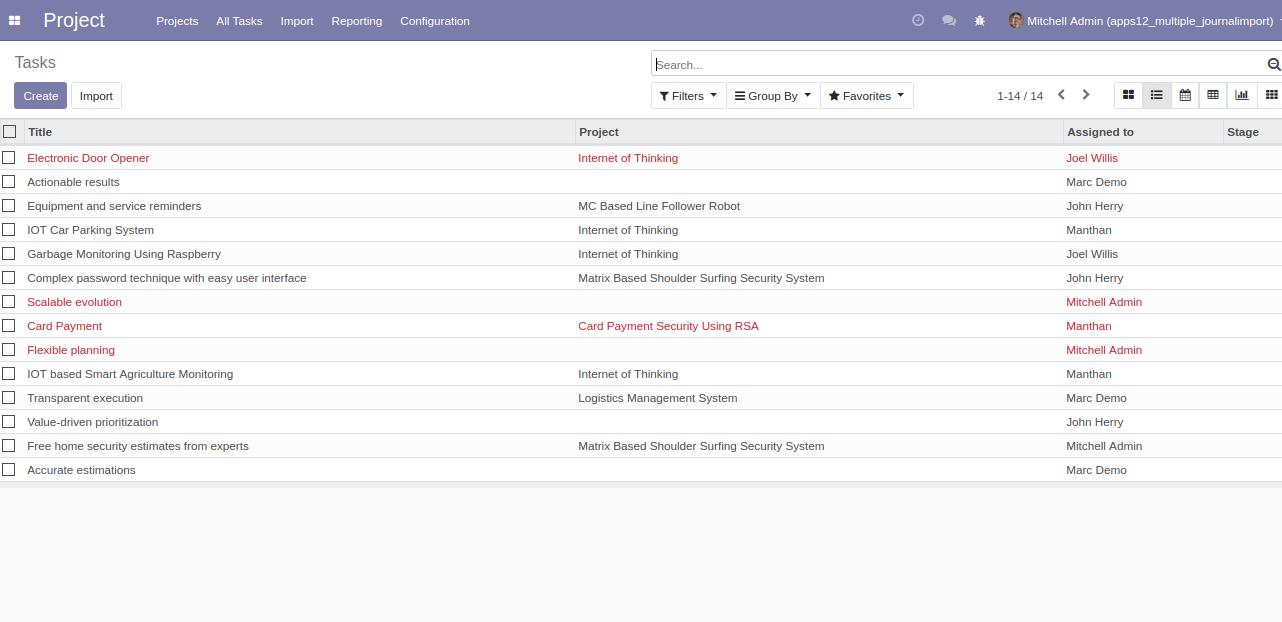 Project Projects All Tasks Import Reporting Configuration Mitchell Admin (apps12_multiple_journalimport)
Tasks Search...
Create Import Filters Group By Favorites 1-14 / 14
Title Project Assigned to Stage
Electronic Door Opener Internet of Thinking Joel Willis
Actionable results Marc Demo
Equipment and service reminders MC Based Line Follower Robot John Herry
IOT Car Parking System Internet of Thinking Manthan
Garbage Monitoring Using Raspberry Internet of Thinking Joel Willis
Complex password technique with easy user interface Matrix Based Shoulder Surfing Security System John Herry
Scalable evolution Mitchell Admin
Card Payment Card Payment Security Using RSA Manthan
Flexible planning Mitchell Admin
IOT based Smart Agriculture Monitoring Internet of Thinking Manthan
Transparent execution Logistics Management System Marc Demo
Value-driven prioritization John Herry
Free home security estimates from experts Matrix Based Shoulder Surfing Security System Mitchell Admin
Accurate estimations Marc Demo